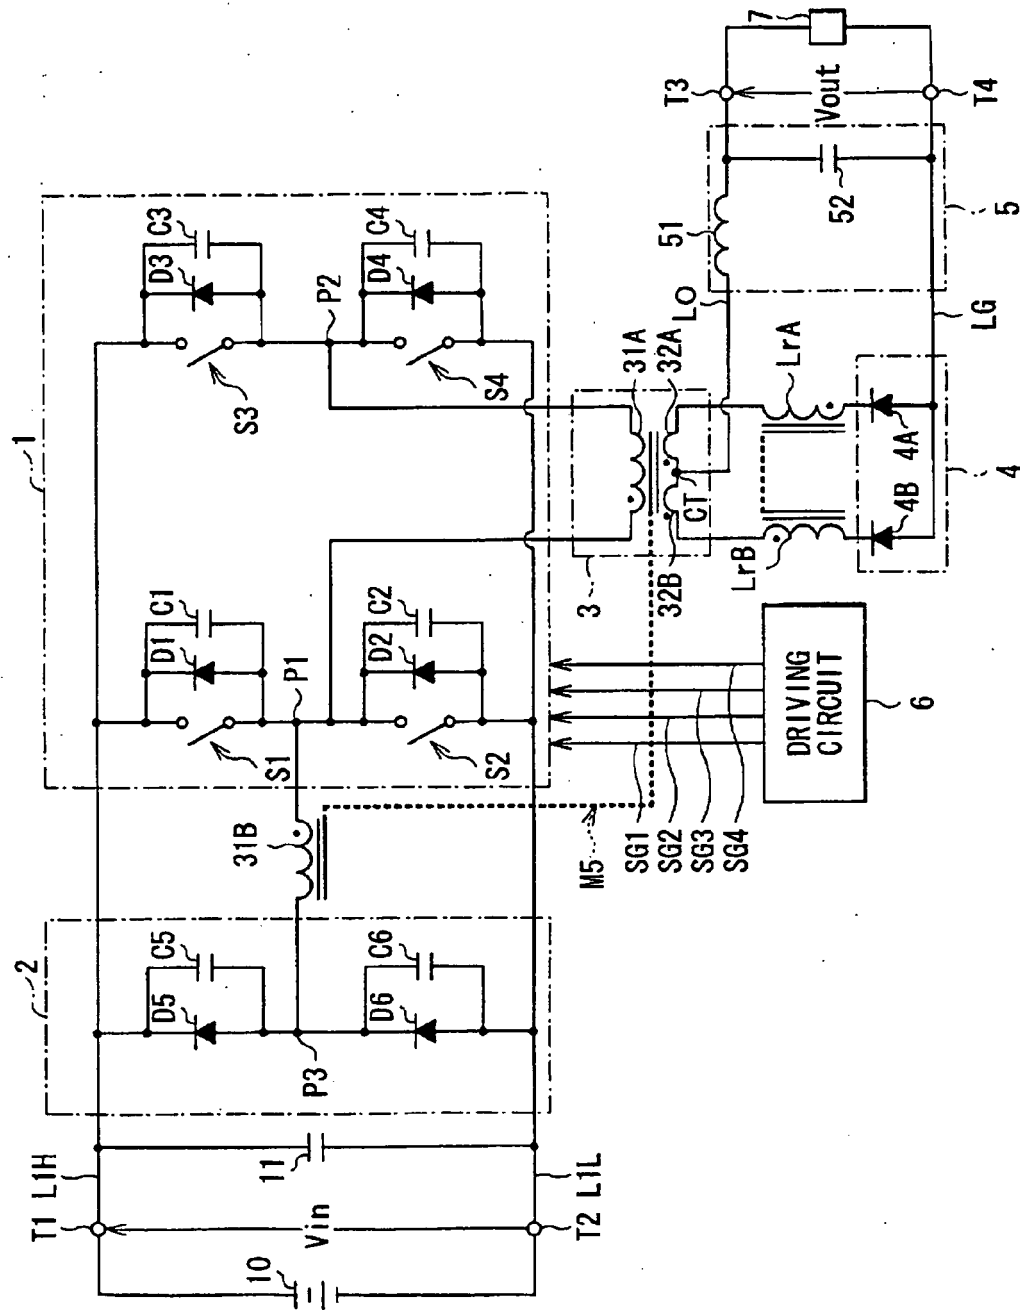 1
2
T1
L1H
10
Vin
11
T2
L1L
D5
C5
D6
C6
P3
31B
S1
D1
C1
P1
S2
D2
C2
S3
D3
C3
P2
S4
D4
C4
M5
3
31A
32A
32B
CT
LO
LrA
LrB
4A
4B
4
51
52
5
LG
T3
T4
Vout
7
SG1
SG2
SG3
SG4
DRIVING
CIRCUIT
6